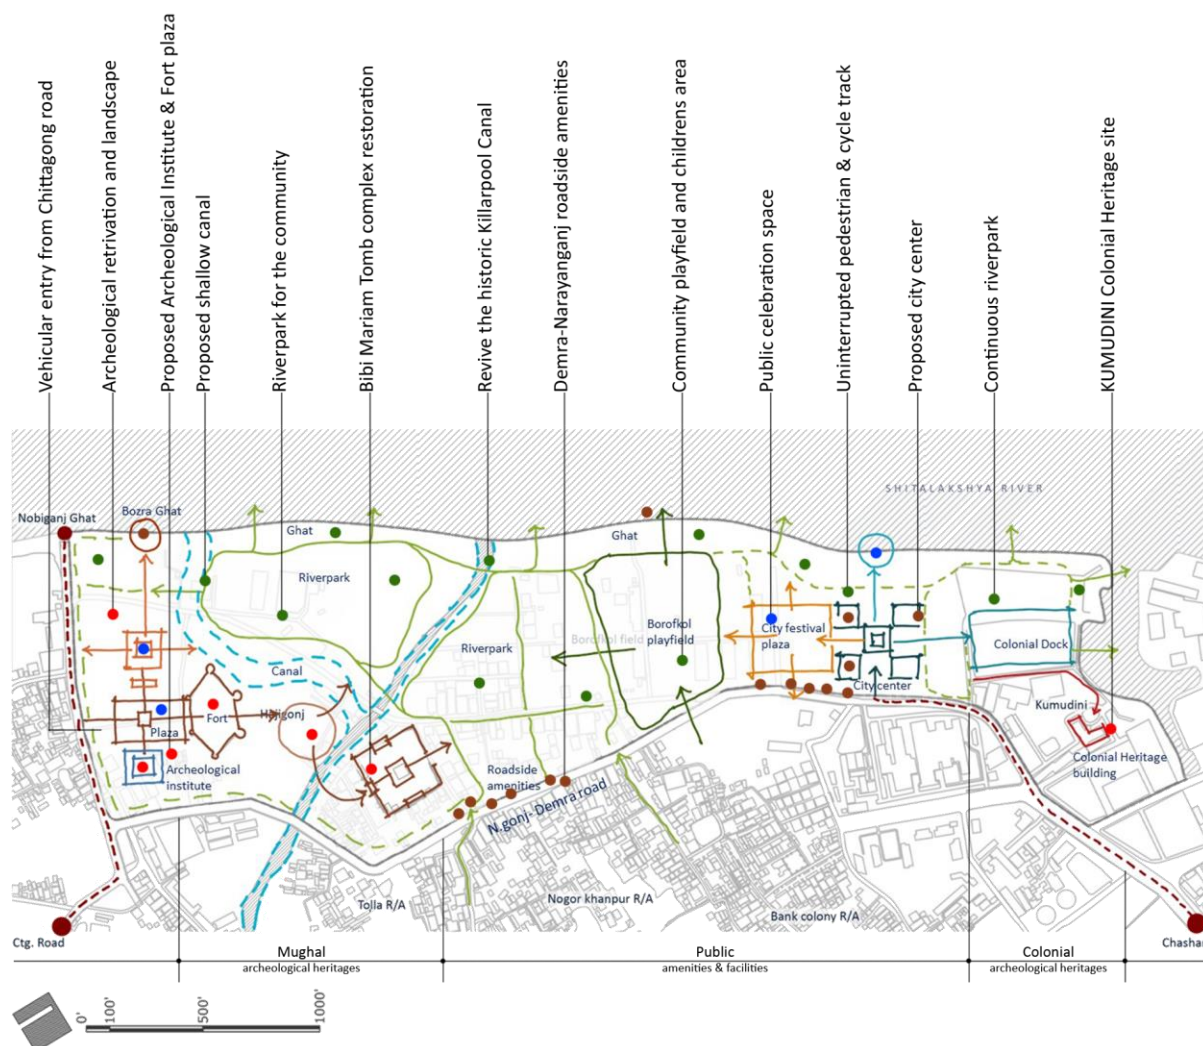 Vehicular entry from Chittagong road
Archeological retrivation and landscape
Proposed Archeological Institute & Fort plaza
Proposed shallow canal
Riverpark for the community
Bibi Mariam Tomb complex restoration
Revive the historic Killarpool Canal
Demra-Narayanganj roadside amenities
Community playfield and childrens area
Public celebration space
Uninterrupted pedestrian & cycle track
Proposed city center
Continuous riverpark
KUMUDINI Colonial Heritage site
SHITALAKSHYA RIVER
Nobiganj Ghat
Bozra Ghat
Ghat
Ghat
Riverpark
Borofkol field
Borofkol
playfield
City festival
plaza
Riverpark
Colonial Dock
Canal
City center
Kumudini
Fort
Hajigonj
Plaza
Archeological
institute
Colonial Heritage
building
Roadside
amenities
N.gonj- Demra road
Tolla R/A
Nogor khanpur R/A
Bank colony R/A
Ctg. Road
Chashar
Mughal
archeological heritages
Public
amenities & facilities
Colonial
archeological heritages
0'
100'
500'
1000'